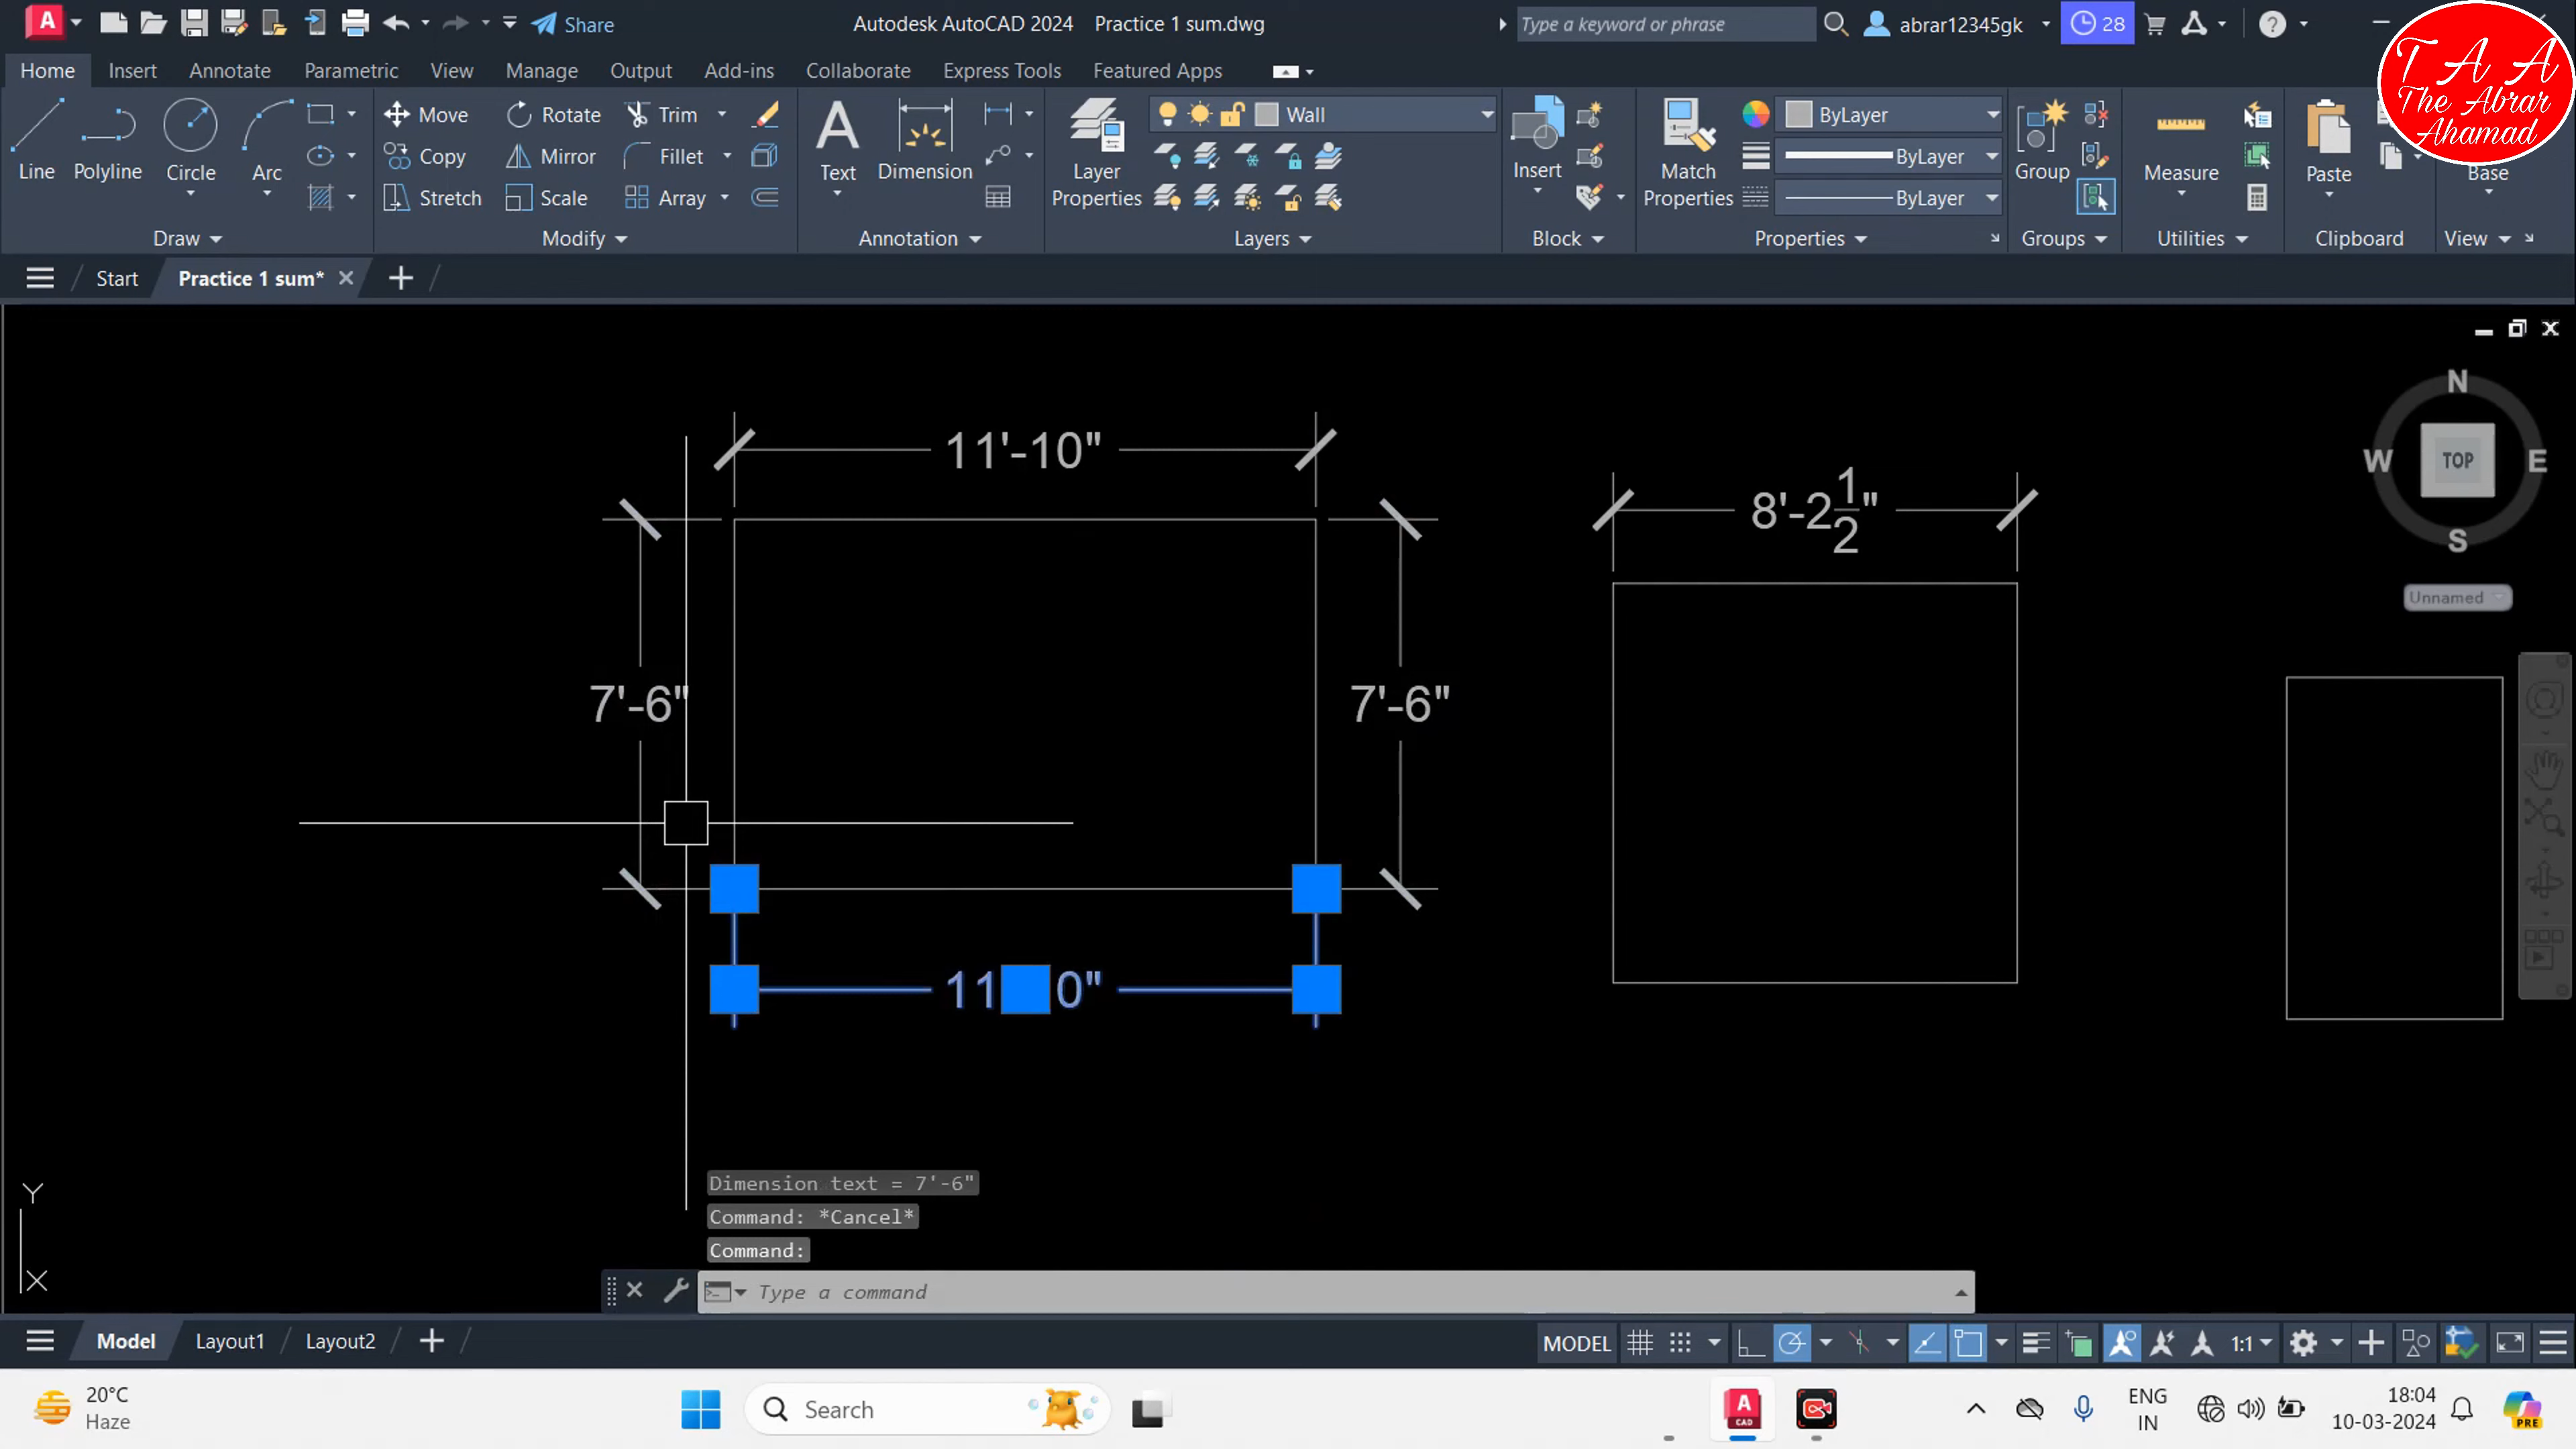 Share
Autodesk AutoCAD 2024 Practice 1 sum.dwg
Type a keyword or phrase
abrar12345gk
28
T A A
The Abrar
Ahamad
Home Insert Annotate Parametric View Manage Output Add-ins Collaborate Express Tools Featured Apps
Line Polyline Circle Arc
Move Rotate Trim
Copy Mirror Fillet
Stretch Scale Array
Text Dimension
Layer Properties
Wall
Insert
Match Properties
ByLayer
ByLayer
ByLayer
Group
Measure
Paste
Base
Draw Modify Annotation Layers Block Properties Groups Utilities Clipboard View
Start Practice 1 sum*
N
W TOP E
S
Unnamed
11'-10"
8'-2 1/2"
7'-6"
7'-6"
11 0"
Dimension text = 7'-6"
Command: *Cancel*
Command:
Type a command
Y
X
Model Layout1 Layout2
MODEL
1:1
20°C
Haze
Search
A
CAD
ENG
IN
18:04
10-03-2024
PRE